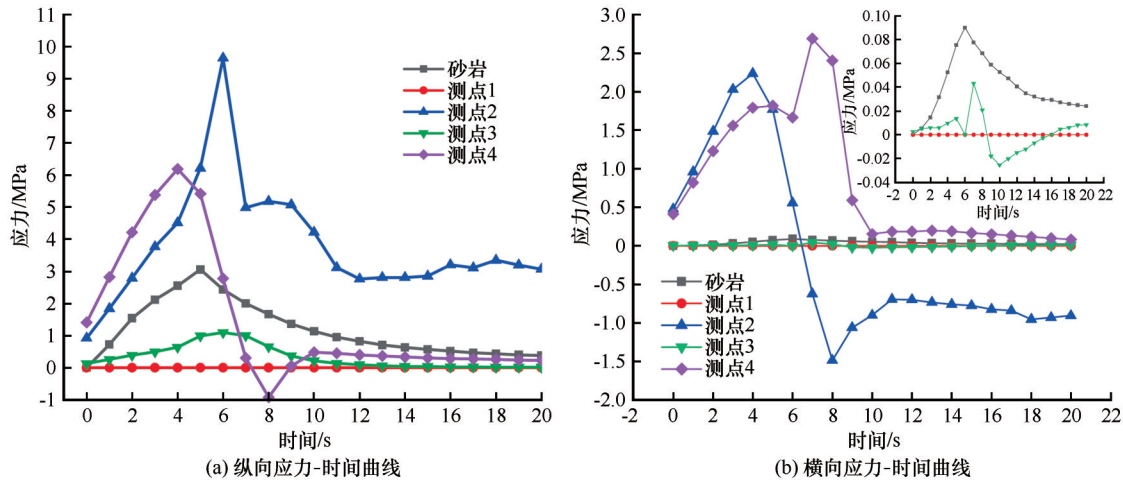 11
10
9
8
7
6
5
4
3
2
1
0
-1
应力/MPa
0 2 4 6 8 10 12 14 16 18 20
时间/s
砂岩
测点1
测点2
测点3
测点4
(a) 纵向应力-时间曲线
3.0
2.5
2.0
1.5
1.0
0.5
0
-0.5
-1.0
-1.5
-2.0
应力/MPa
-2 0 2 4 6 8 10 12 14 16 18 20 22
时间/s
砂岩
测点1
测点2
测点3
测点4
0.10
0.08
0.06
0.04
0.02
0
-0.02
-0.04
应力/MPa
-2 0 2 4 6 8 10 12 14 16 18 20 22
时间/s
(b) 横向应力-时间曲线